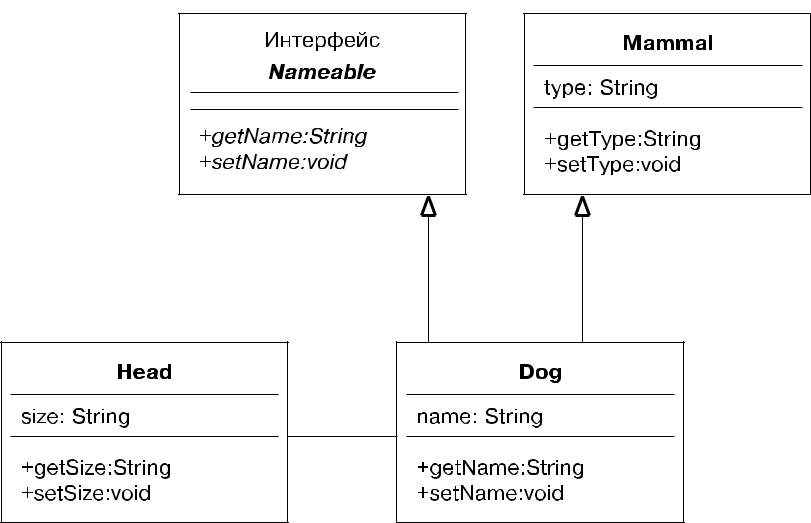 Интерфейс
Nameable
+getName:String
+setName:void
Mammal
type: String
+getType:String
+setType:void
Head
size: String
+getSize:String
+setSize:void
Dog
name: String
+getName:String
+setName:void